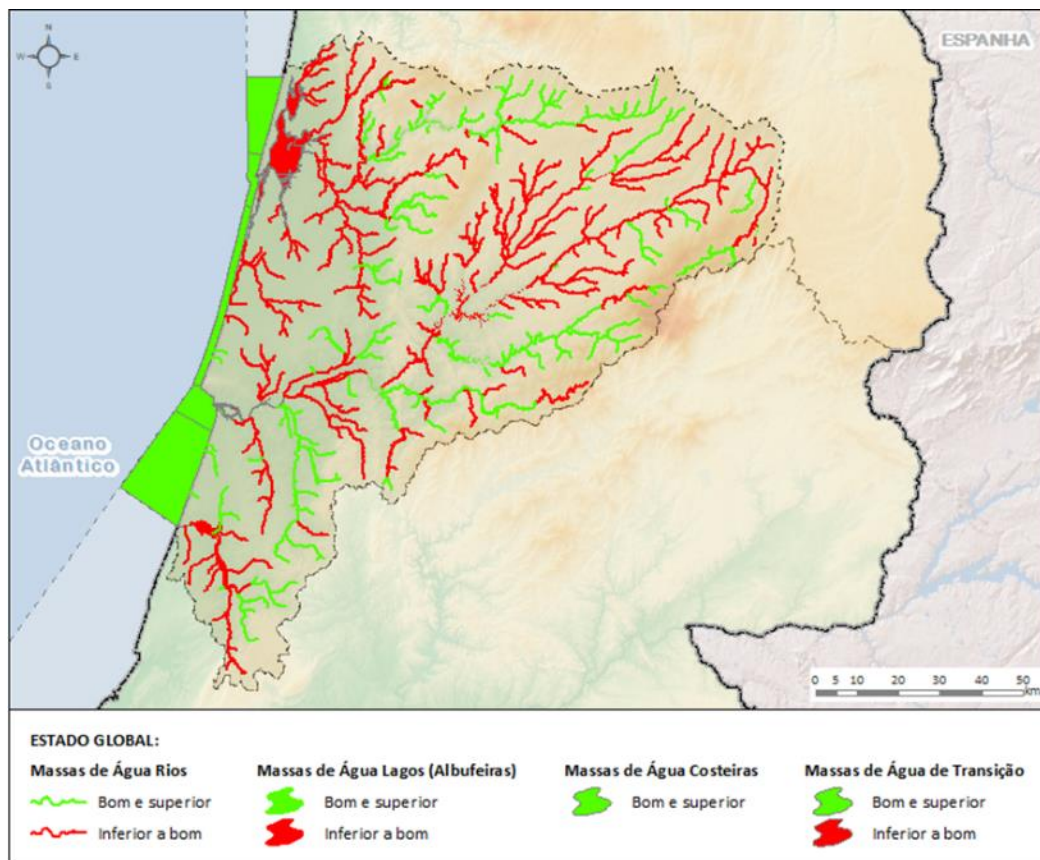 N
W
E
S
ESPANHA
Oceano
Atlântico
0 5 10 20 30 40 50
km
ESTADO GLOBAL:
Massas de Água Rios
Bom e superior
Inferior a bom
Massas de Água Lagos (Albufeiras)
Bom e superior
Inferior a bom
Massas de Água Costeiras
Bom e superior
Massas de Água de Transição
Bom e superior
Inferior a bom